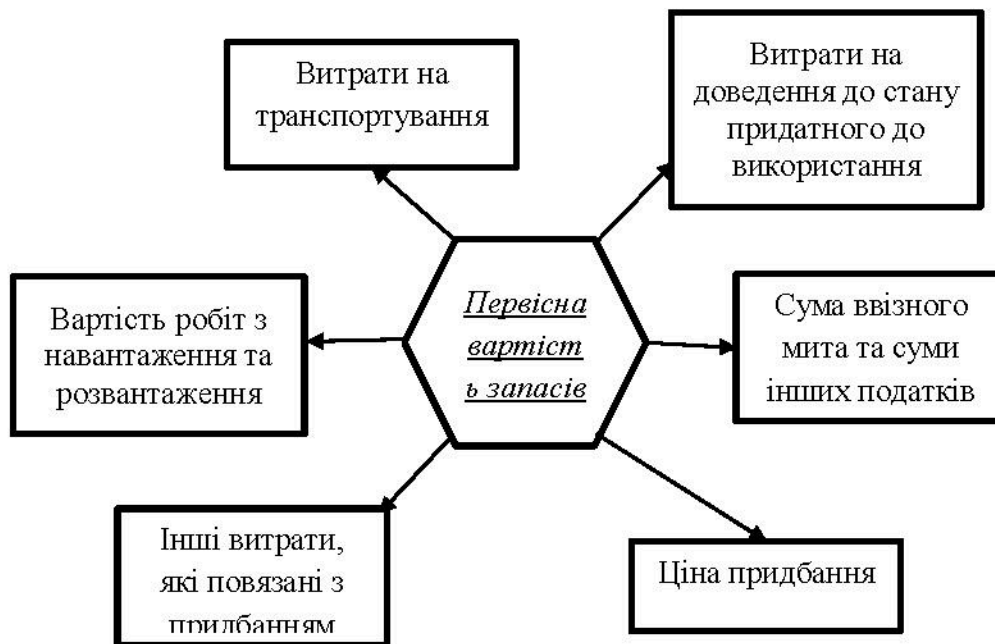 Витрати на
транспортування
Витрати на
доведення до стану
придатного до
використання
Вартість робіт з
навантаження та
розвантаження
Первісна
вартіст
ь запасів
Сума ввізного
мита та суми
інших податків
Інші витрати,
які повязані з
придбанням
Ціна придбання